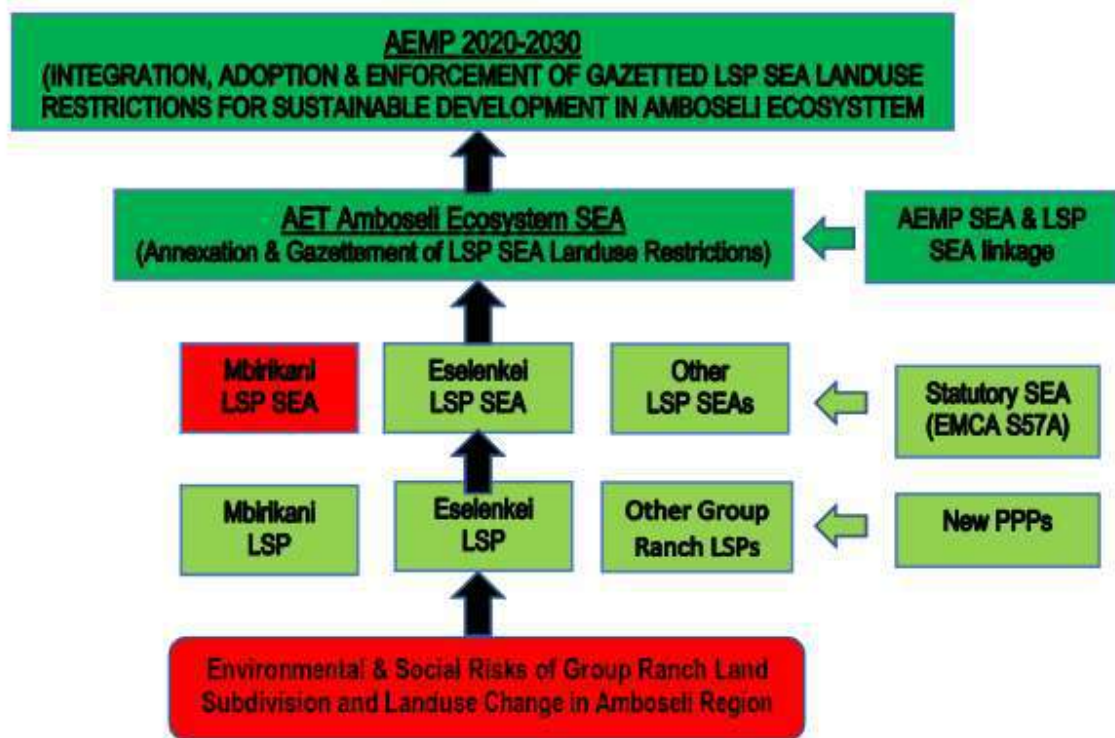 AEMP 2020-2030
(INTEGRATION, ADOPTION & ENFORCEMENT OF GAZETTED LSP SEA LANDUSE
RESTRICTIONS FOR SUSTAINABLE DEVELOPMENT IN AMBOSELI ECOSYSTTEM
AET Amboseli Ecosystem SEA
(Annexation & Gazettement of LSP SEA Landuse Restrictions)
AEMP SEA & LSP
SEA linkage
Mbirikani
LSP SEA
Eselenkei
LSP SEA
Other
LSP SEAs
Statutory SEA
(EMCA S57A)
Mbirikani
LSP
Eselenkei
LSP
Other Group
Ranch LSPs
New PPPs
Environmental & Social Risks of Group Ranch Land
Subdivision and Landuse Change in Amboseli Region